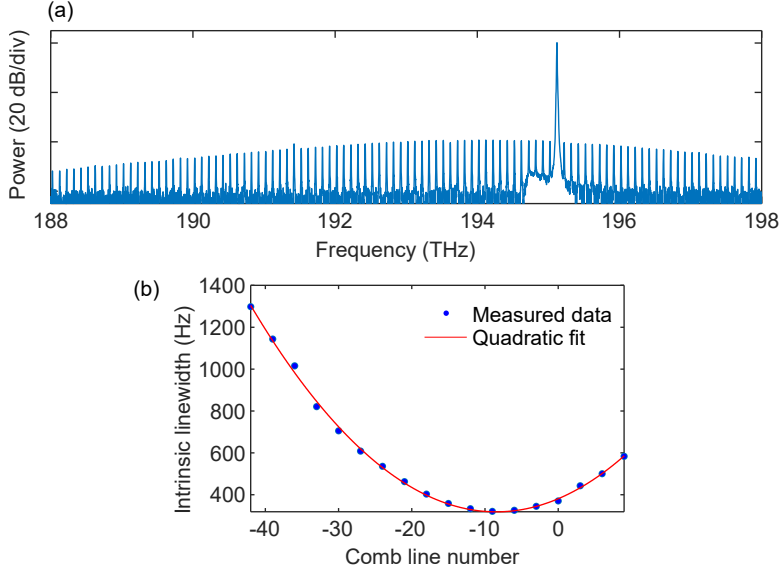 (a)
Power (20 dB/div)
188 190 192 194 196 198
Frequency (THz)
(b)
Intrinsic linewidth (Hz)
1400
1200
1000
800
600
400
Measured data
Quadratic fit
-40 -30 -20 -10 0
Comb line number